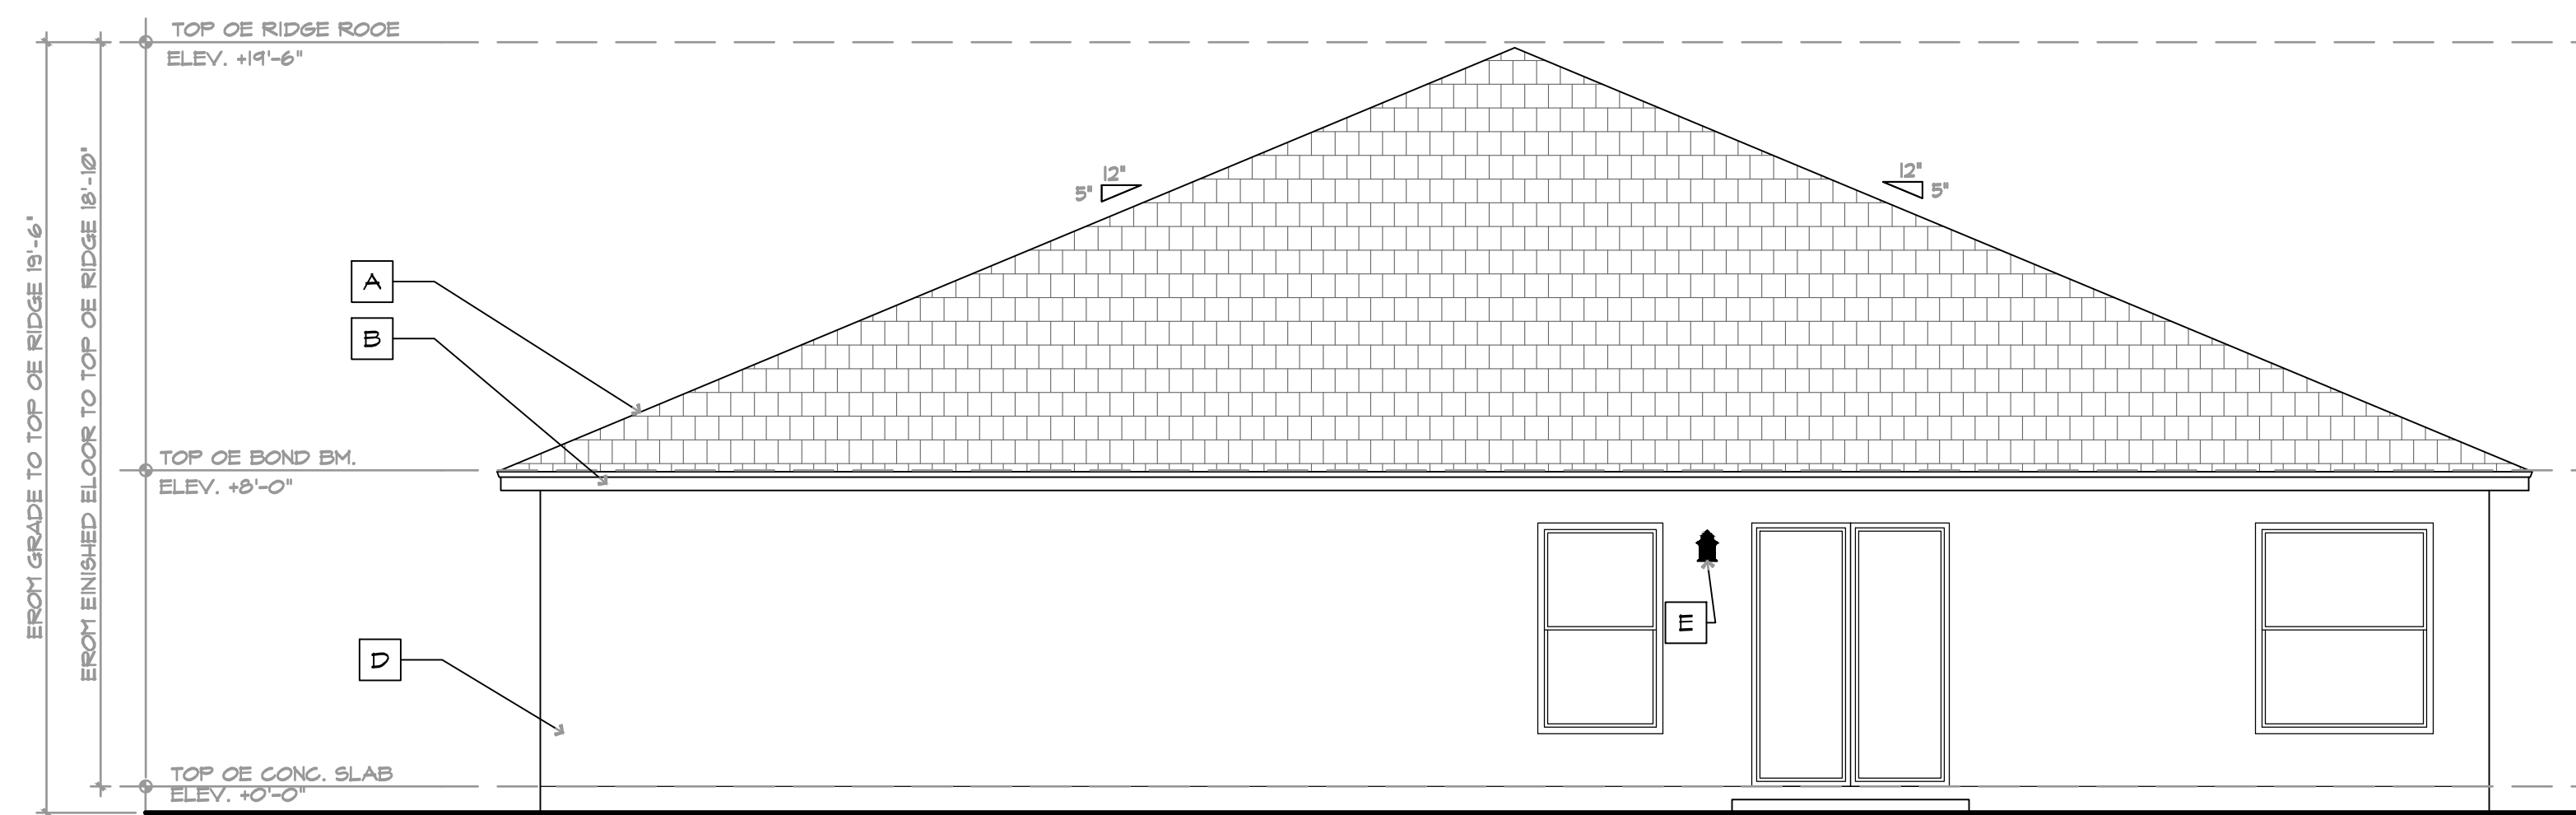 TOP OE RIDGE ROOE
ELEV. +19'-6"
12"
5"
12"
5"
EROM GRADE TO TOP OE RIDGE 19'-6"
EROM EINISHED ELOOR TO TOP OE RIDGE 18'-10"
A
B
TOP OE BOND BM.
ELEV. +8'-0"
E
D
TOP OE CONC. SLAB
ELEV. +0'-0"